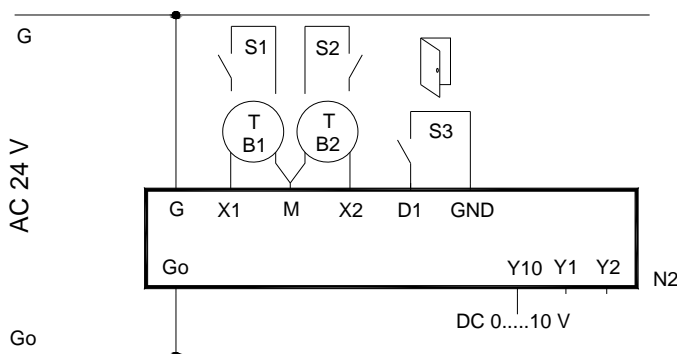 G
S1 S2
T T
B1 B2
S3
AC 24 V
G X1 M X2 D1 GND
Go Y10 Y1 Y2
N2
DC 0.....10 V
Go